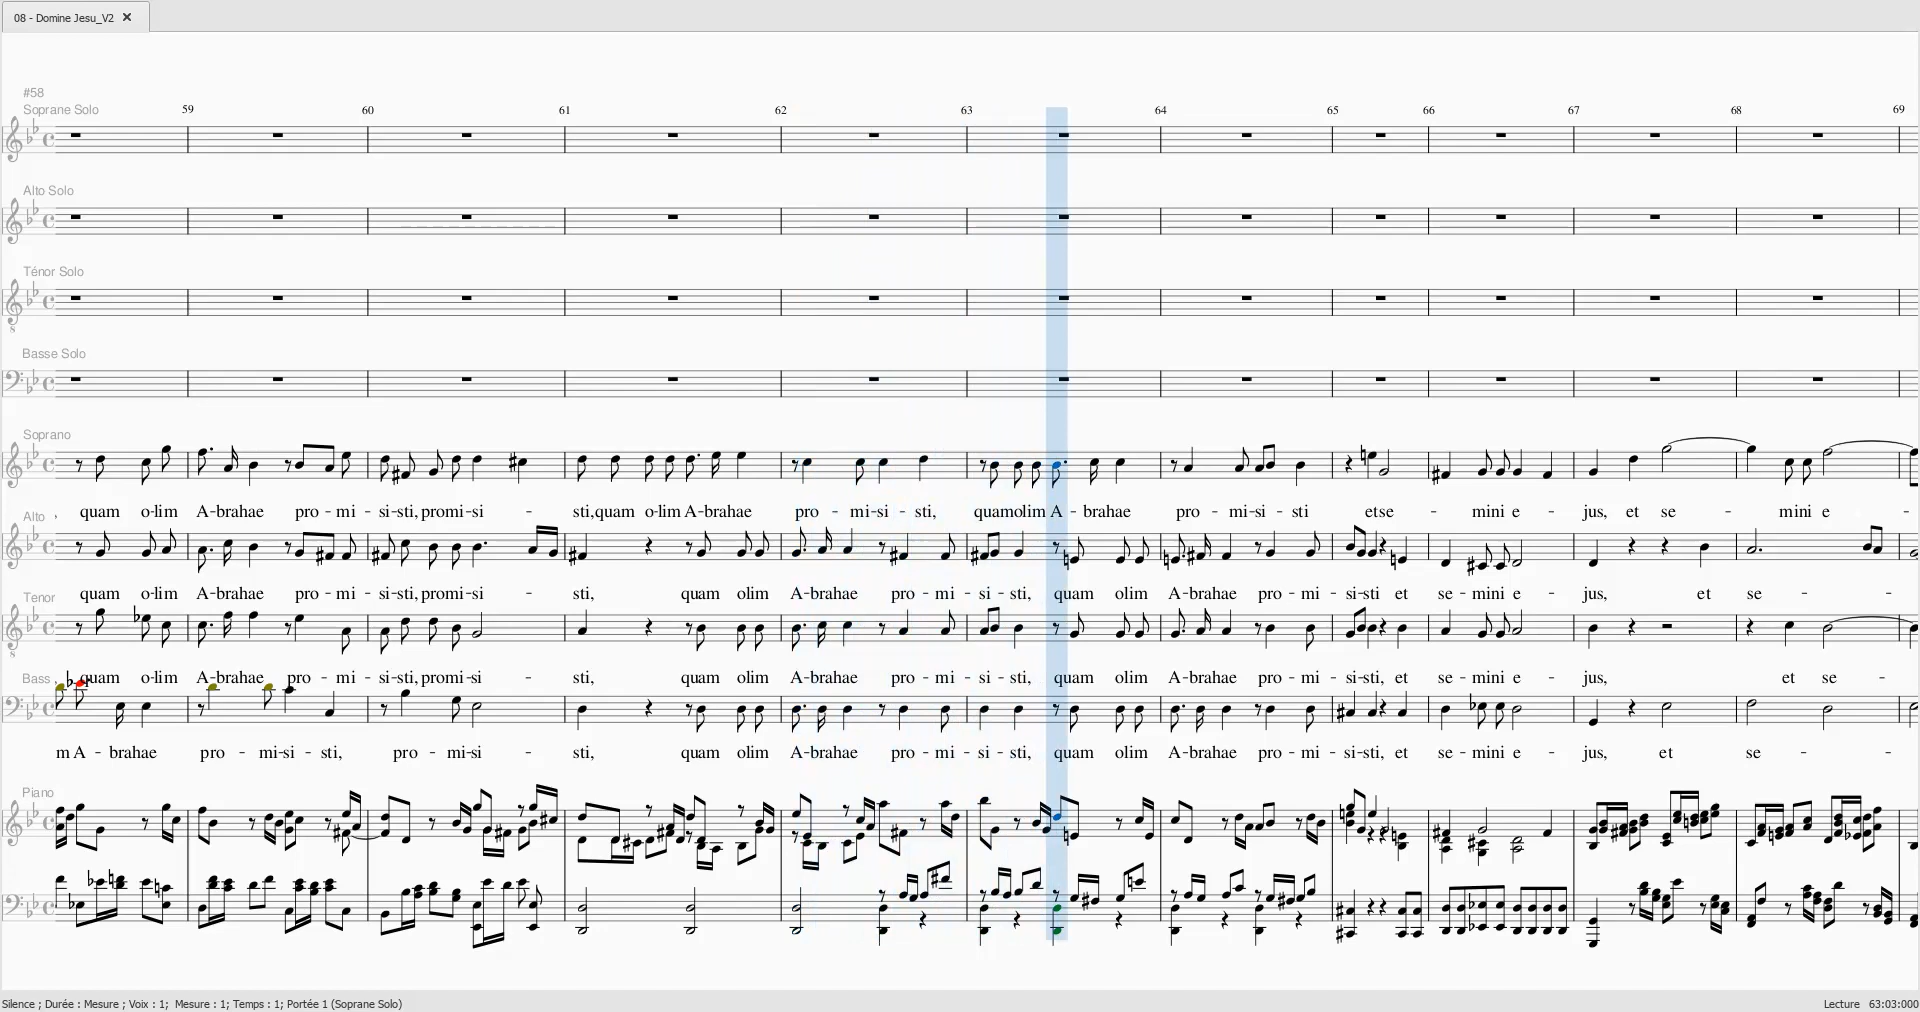 08 - Domine Jesu_V2
#58
Soprane Solo
59 60 61 62 63 64 65 66 67 68 69
Alto Solo
Ténor Solo
Basse Solo
Soprano
quam o-lim A-brahae pro-mi-si-sti, promi-si - sti,quam o-lim A-brahae pro-mi-si-sti, quamolim A-brahae pro-mi-si-sti etse-mini e-jus, et se-mini e-
Alto ,
quam o-lim A-brahae pro-mi-si-sti, promi-si - sti, quam olim A-brahae pro-mi-si-sti, quam olim A-brahae pro-mi-si-sti et se-mini e-jus, et se-
Tenor
quam o-lim A-brahae pro-mi-si-sti, promi-si - sti, quam olim A-brahae pro-mi-si-sti, quam olim A-brahae pro-mi-si-sti, et se-mini e-jus, et se-
Bass ,
m A-brahae pro-mi-si-sti, pro-mi-si - sti, quam olim A-brahae pro-mi-si-sti, quam olim A-brahae pro-mi-si-sti, et se-mini e-jus, et se-
Piano
Silence ; Durée : Mesure ; Voix : 1; Mesure : 1; Temps : 1; Portée 1 (Soprane Solo)
Lecture 63:03:000